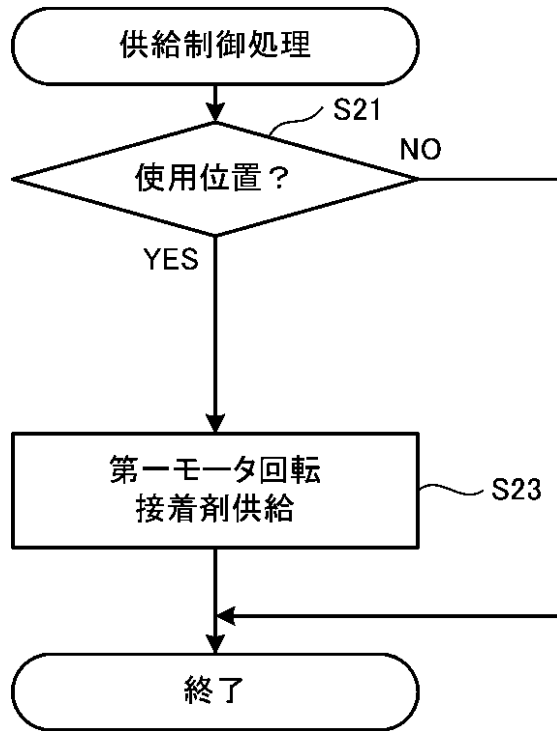 供給制御処理
S21
使用位置？
NO
YES
第一モータ回転
接着剤供給
S23
終了